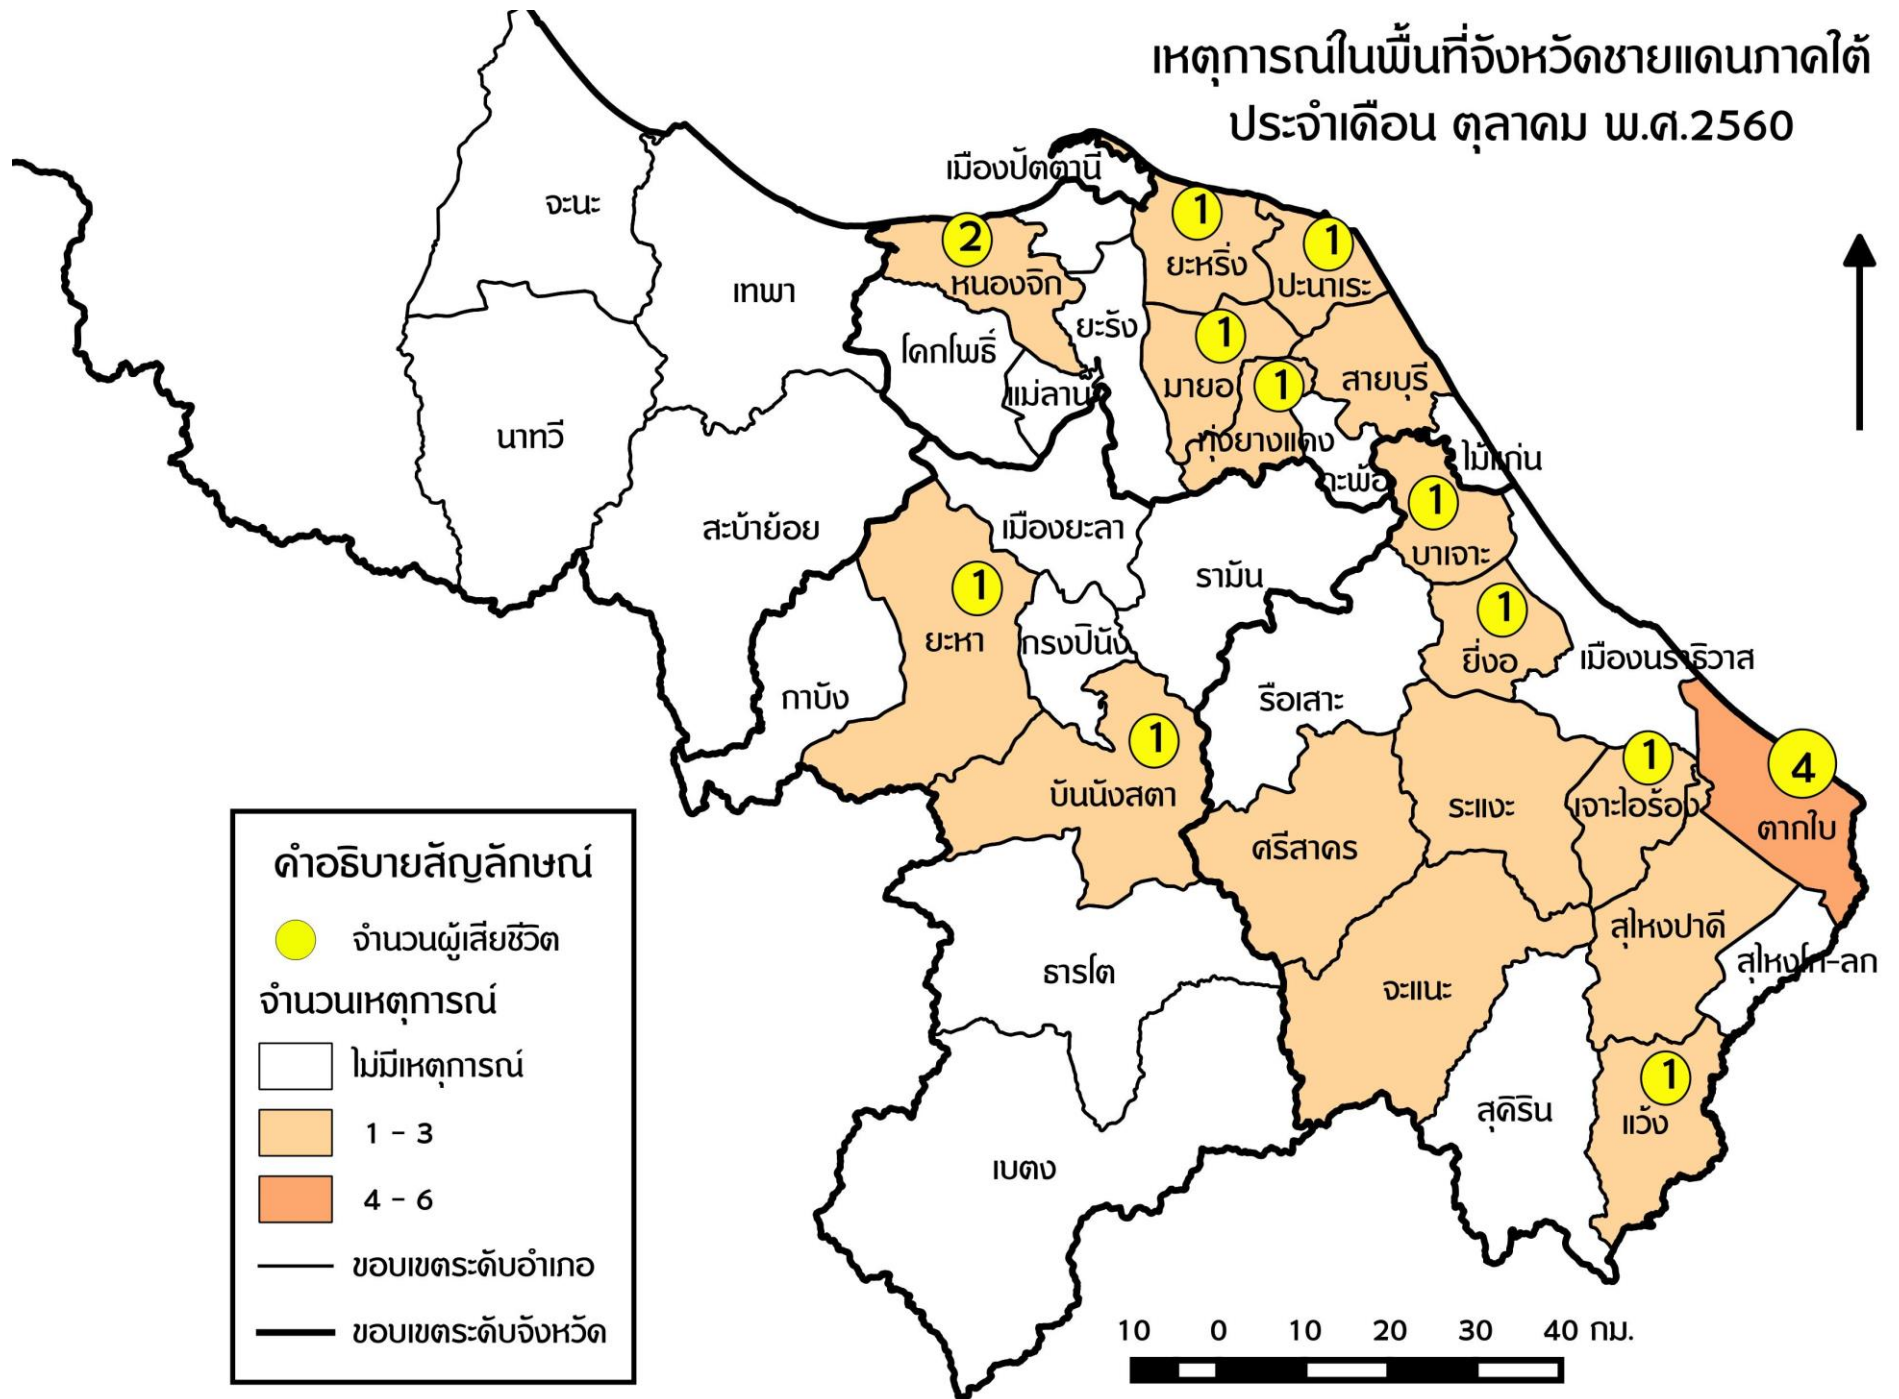 เหตุการณ์ในพื้นที่จังหวัดชายแดนภาคใต้
ประจำเดือน ตุลาคม พ.ศ.2560
เมืองปัตตานี
จะนะ
1
2
1
ยะหริ่ง
หนองจิก
ปะนาเระ
เทพา
ยะรัง
1
โคกโพธิ์
แม่ลาน
มายอ
1
สายบุรี
นาทวี
ทุ่งยางแดง
ไม้แก่น
กะพ้อ
1
สะบ้าย้อย
เมืองยะลา
บาเจาะ
รามัน
1
1
ยะหา
กรงปินัง
ยี่งอ
เมืองนราธิวาส
กาบัง
รือเสาะ
1
1
4
บันนังสตา
ระแงะ
เจาะไอร้อง
ตากใบ
ศรีสาคร
สุไหงปาดี
ธารโต
จะแนะ
สุไหงโก-ลก
1
สุคิริน
แว้ง
เบตง
คำอธิบายสัญลักษณ์
จำนวนผู้เสียชีวิต
จำนวนเหตุการณ์
ไม่มีเหตุการณ์
1 - 3
4 - 6
ขอบเขตระดับอำเภอ
ขอบเขตระดับจังหวัด
10 0 10 20 30 40 กม.